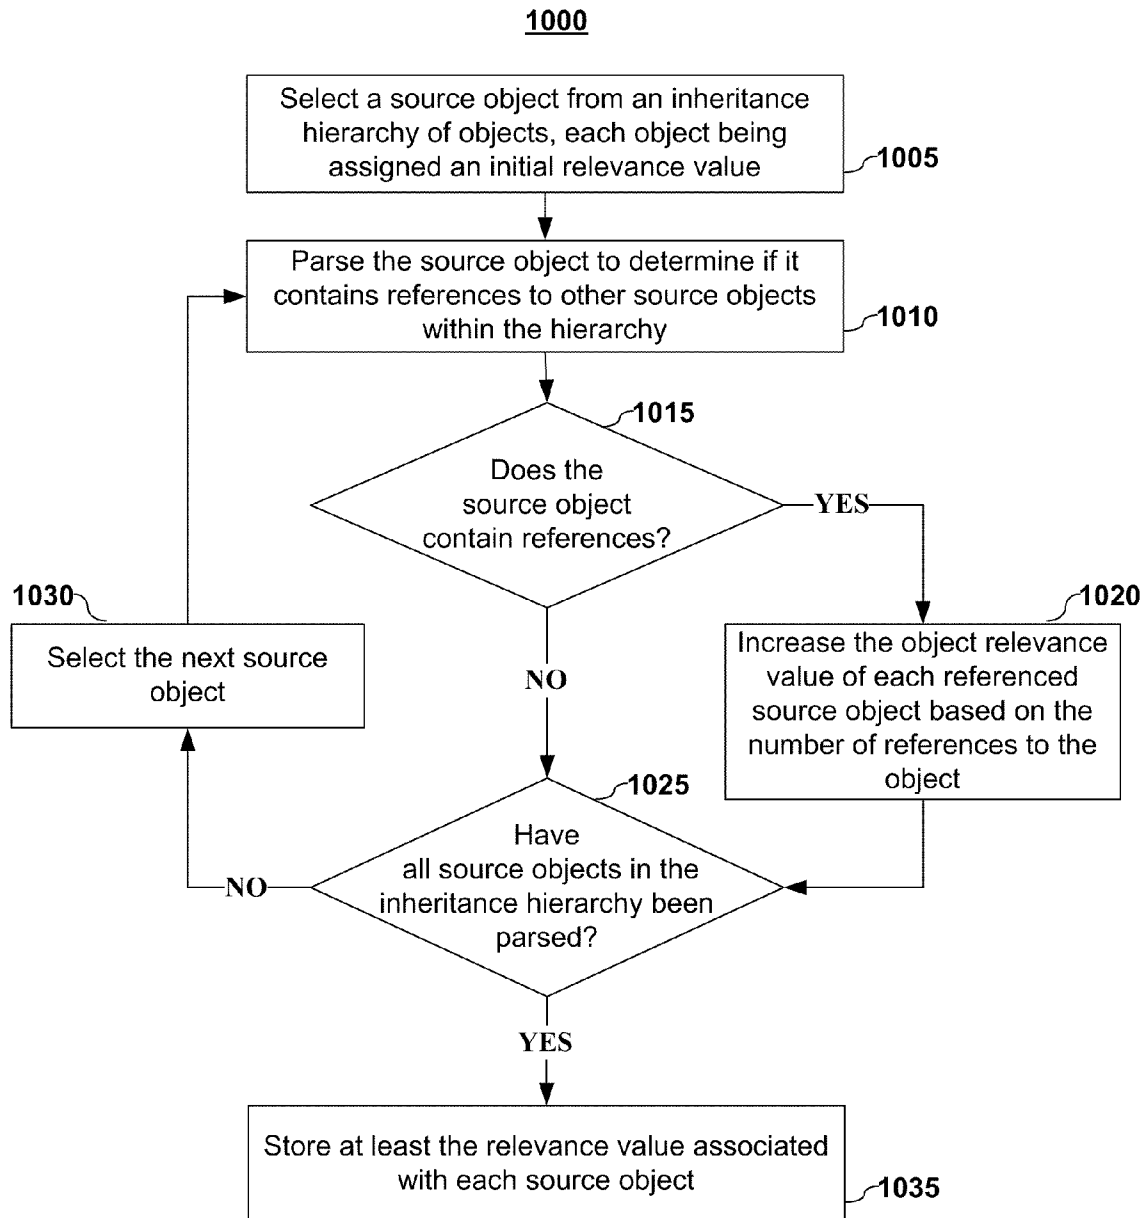 1000
Select a source object from an inheritance
hierarchy of objects, each object being
assigned an initial relevance value
1005
Parse the source object to determine if it
contains references to other source objects
within the hierarchy
1010
1015
Does the
source object
contain references?
YES
1030
Select the next source
object
NO
1020
Increase the object relevance
value of each referenced
source object based on the
number of references to the
object
1025
Have
all source objects in the
inheritance hierarchy been
parsed?
NO
YES
Store at least the relevance value associated
with each source object
1035